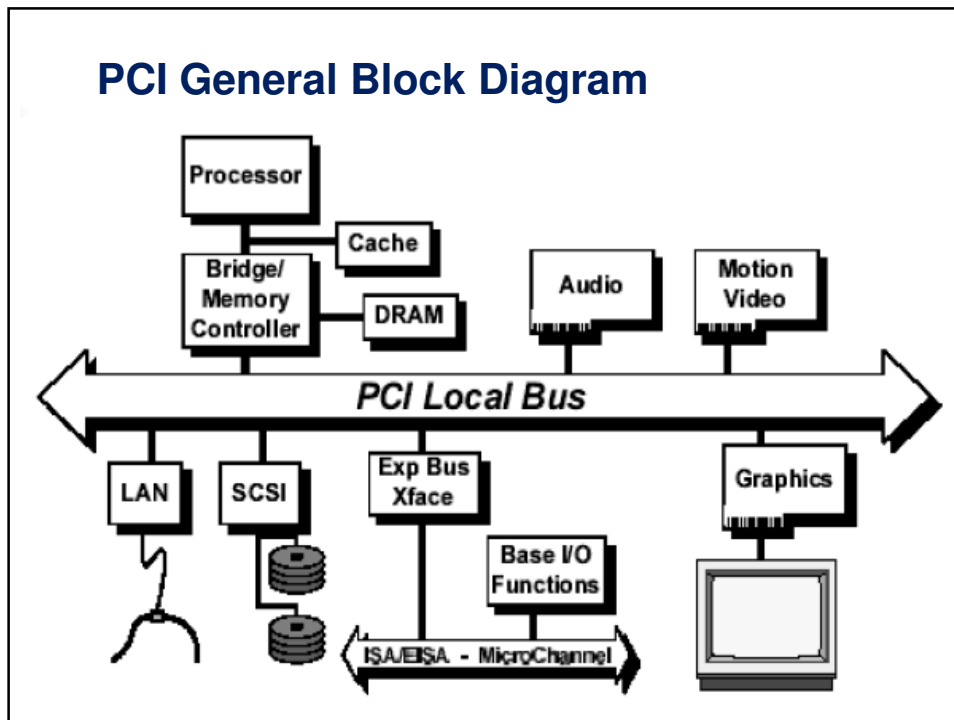 PCI General Block Diagram
Processor
Cache
Bridge/
Memory
Controller
DRAM
Audio
Motion
Video
PCI Local Bus
LAN
SCSI
Exp Bus
Xface
Base I/O
Functions
Graphics
ISA/EISA - MicroChannel